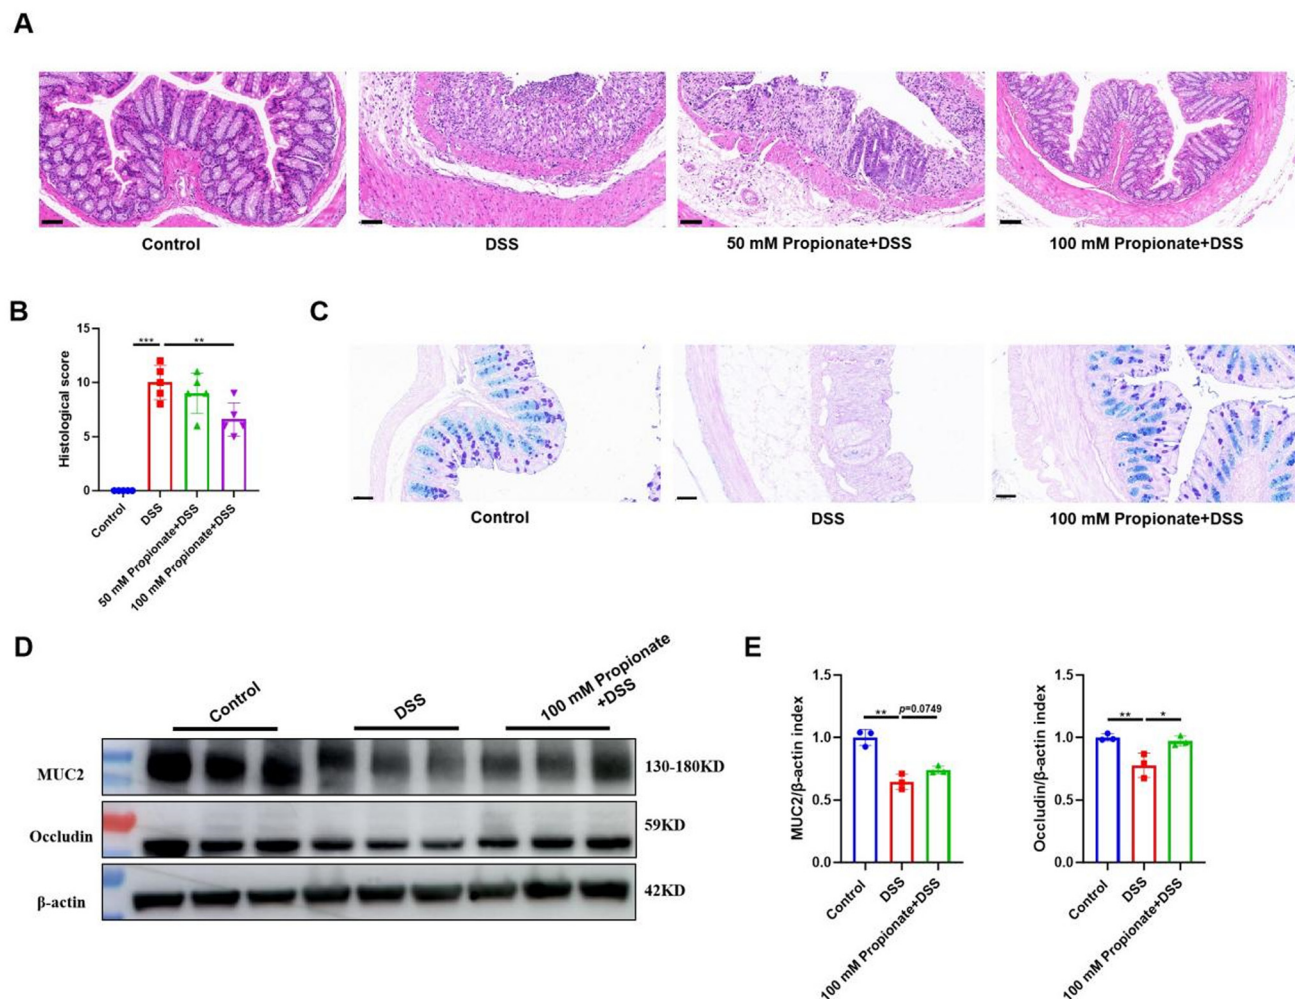 A
Control
DSS
50 mM Propionate+DSS
100 mM Propionate+DSS
B
Histological score
15
10
5
0
***
**
Control
DSS
50 mM Propionate+DSS
100 mM Propionate+DSS
C
Control
DSS
100 mM Propionate+DSS
D
Control
DSS
100 mM Propionate
+DSS
MUC2
130-180KD
Occludin
59KD
β-actin
42KD
E
MUC2/β-actin index
1.5
1.0
0.5
0.0
**
p=0.0749
Control
DSS
100 mM Propionate+DSS
Occludin/β-actin index
1.5
1.0
0.5
0.0
**
*
Control
DSS
100 mM Propionate+DSS